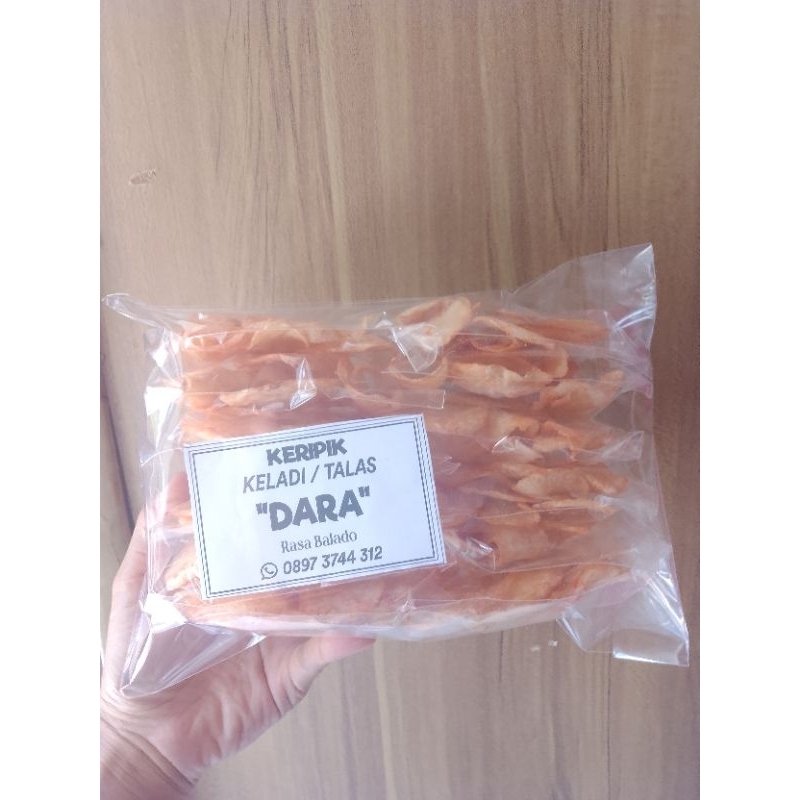 KERIPIK
KELADI / TALAS
"DARA"
Rasa Balado
0897 3744 312